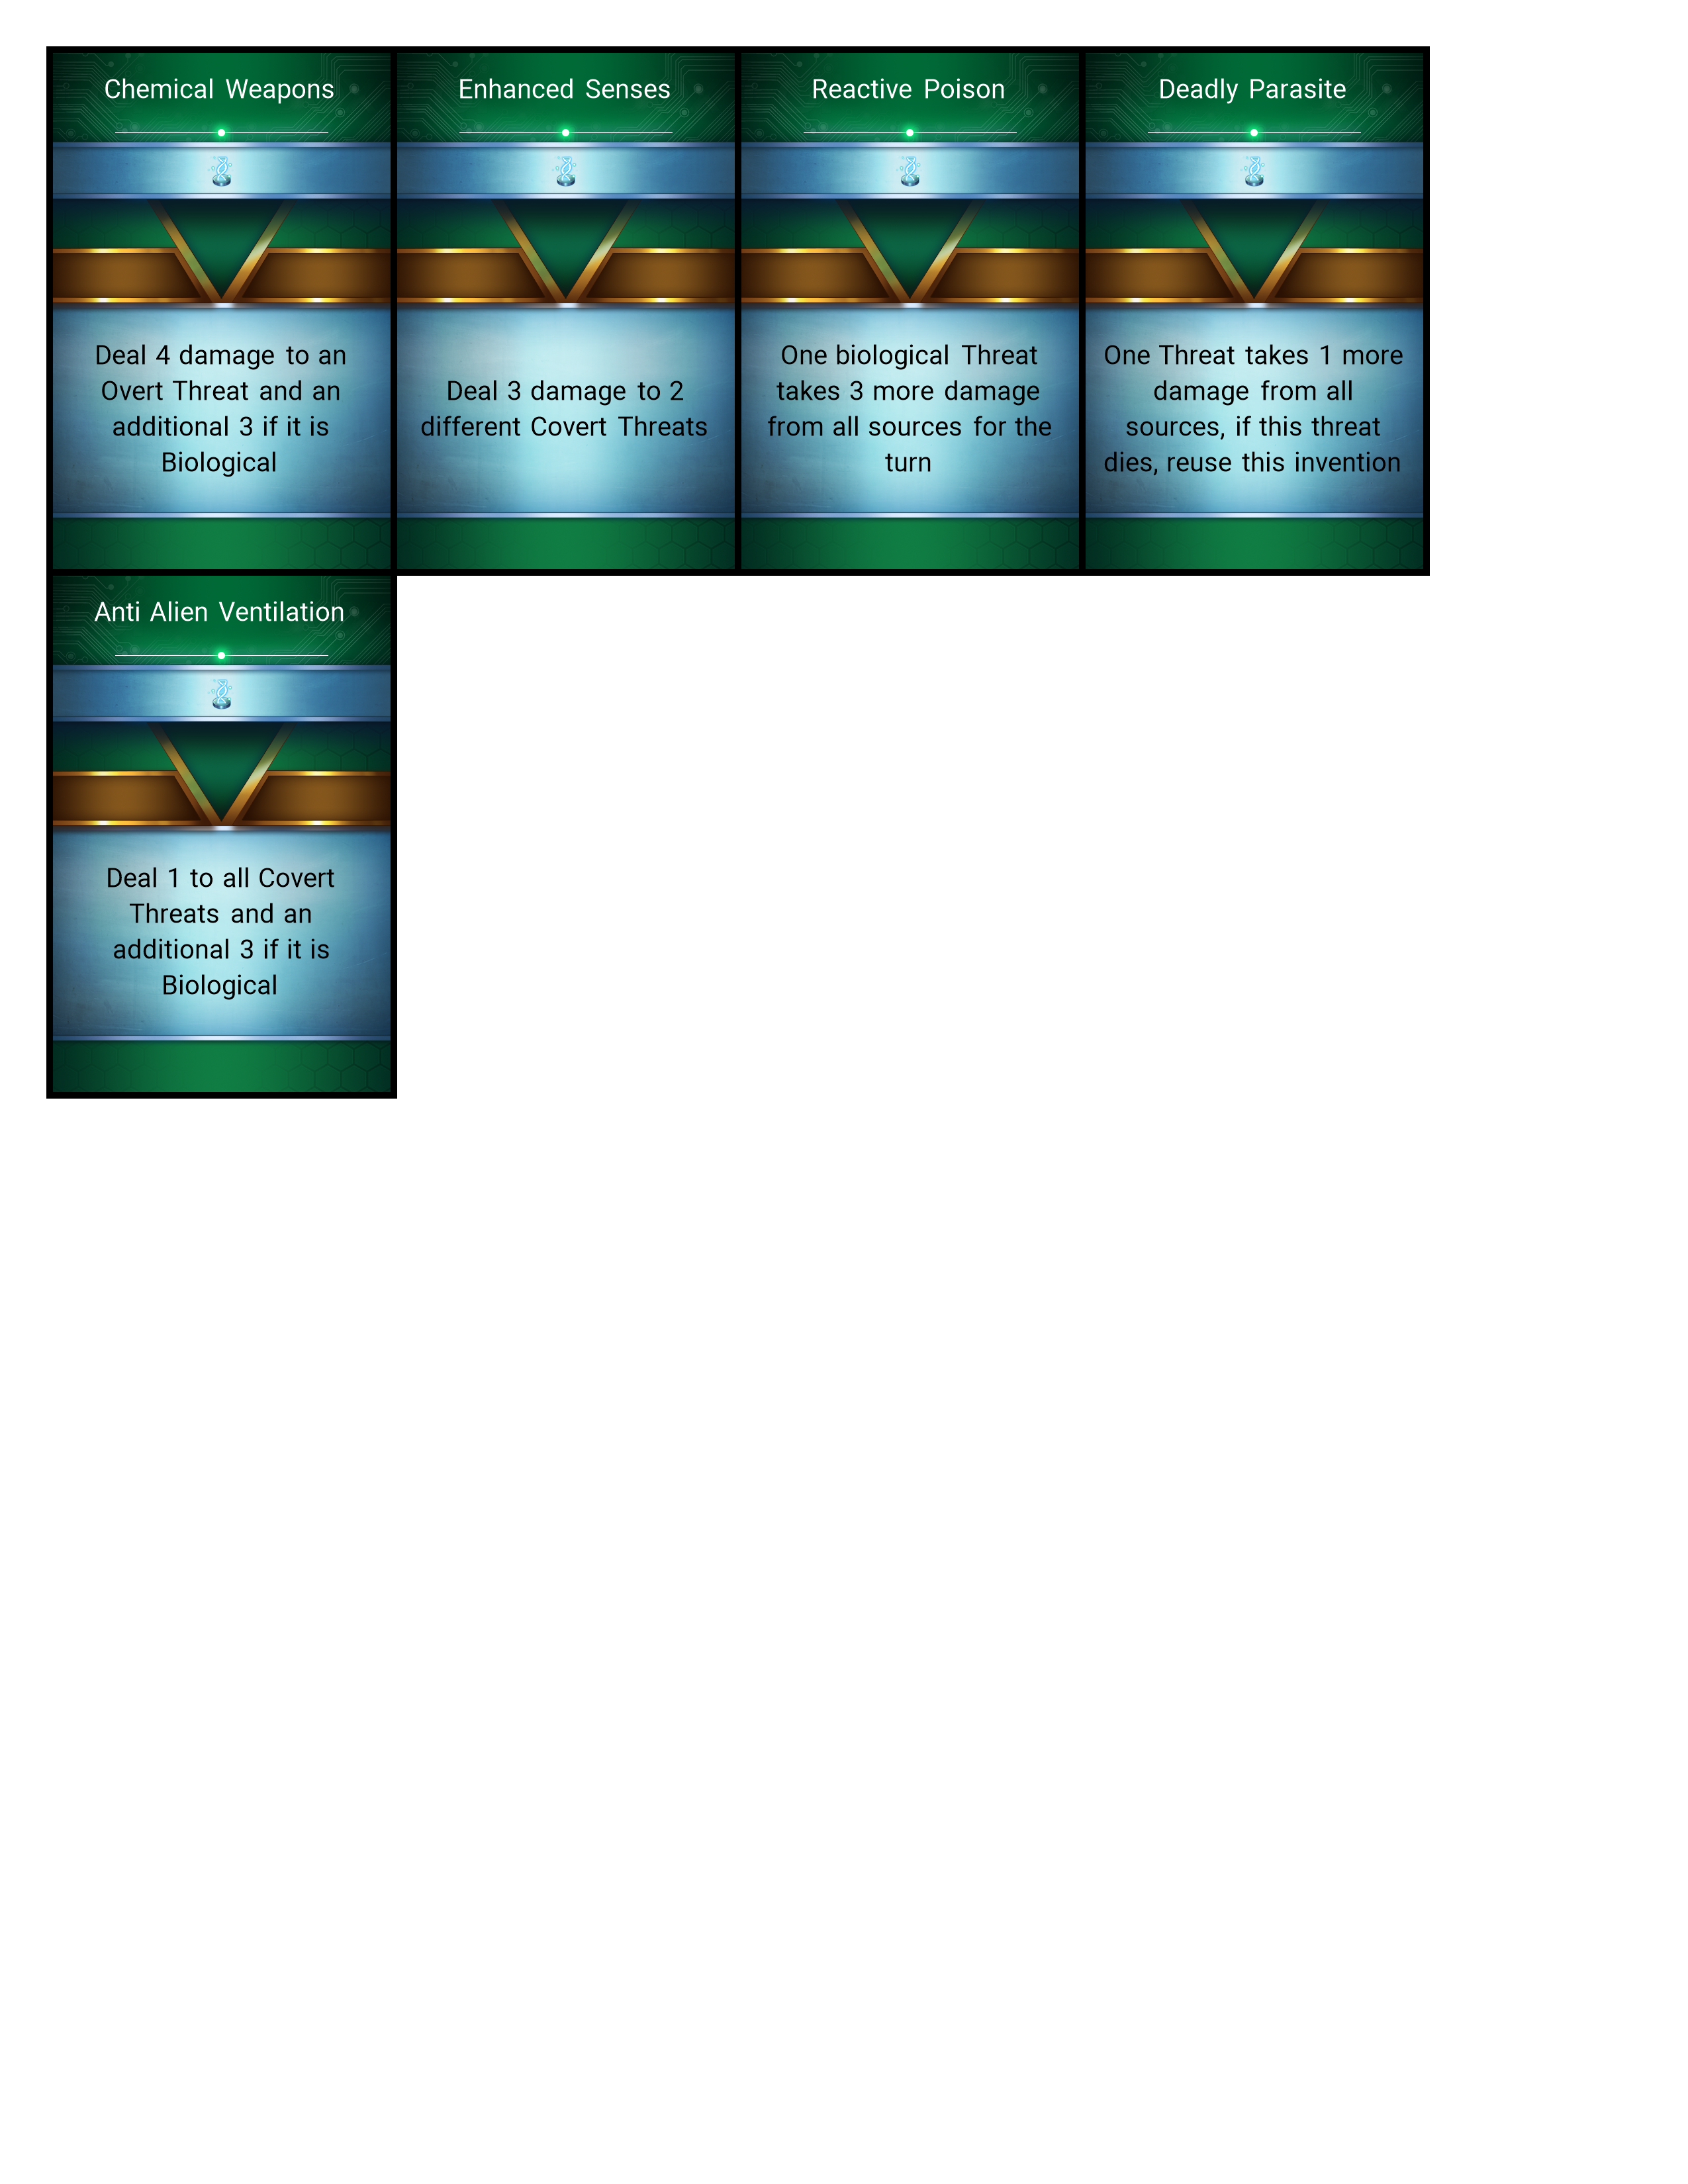 Chemical Weapons
Deal 4 damage to an
Overt Threat and an
additional 3 if it is
Biological
Enhanced Senses
Deal 3 damage to 2
different Covert Threats
Reactive Poison
One biological Threat
takes 3 more damage
from all sources for the
turn
Deadly Parasite
One Threat takes 1 more
damage from all
sources, if this threat
dies, reuse this invention
Anti Alien Ventilation
Deal 1 to all Covert
Threats and an
additional 3 if it is
Biological